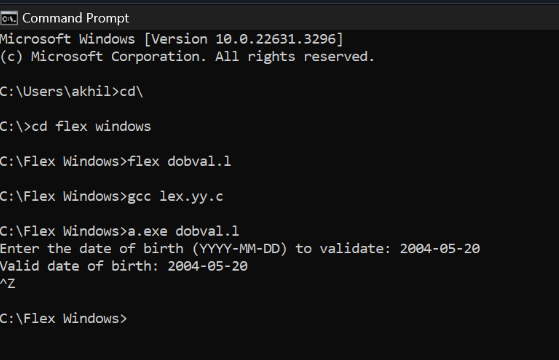 Command Prompt
Microsoft Windows [Version 10.0.22631.3296]
(c) Microsoft Corporation. All rights reserved.
C:\Users\akhil>cd\
C:\>cd flex windows
C:\Flex Windows>flex dobval.l
C:\Flex Windows>gcc lex.yy.c
C:\Flex Windows>a.exe dobval.l
Enter the date of birth (YYYY-MM-DD) to validate: 2004-05-20
Valid date of birth: 2004-05-20
^Z
C:\Flex Windows>